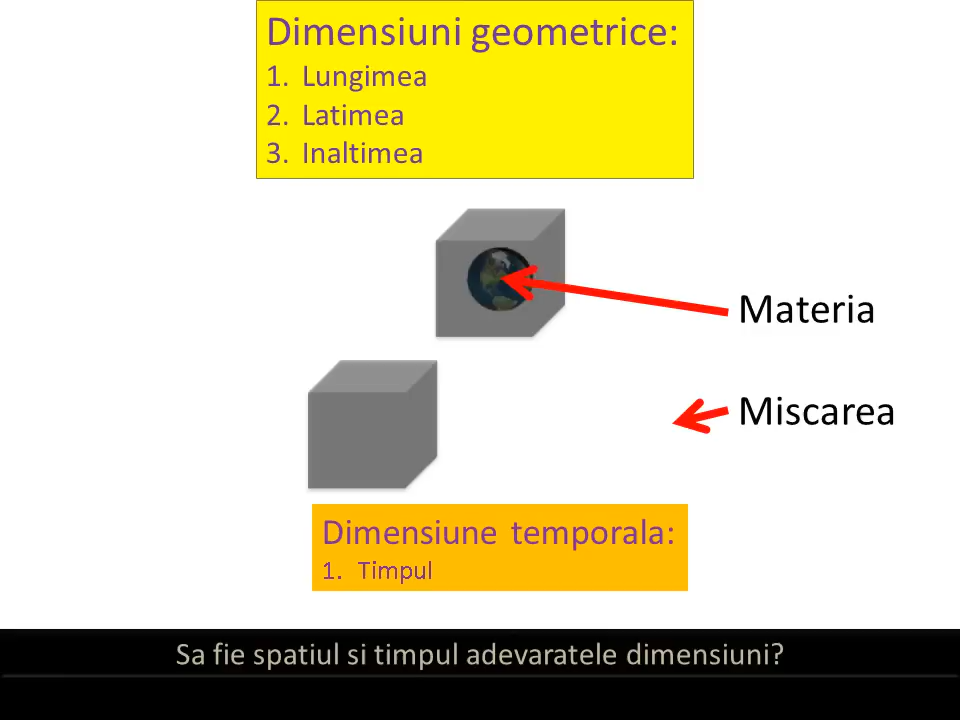 Dimensiuni geometrice:
1. Lungimea
2. Latimea
3. Inaltimea
Materia
Miscarea
Dimensiune temporala:
1. Timpul
Sa fie spatiul si timpul adevaratele dimensiuni?